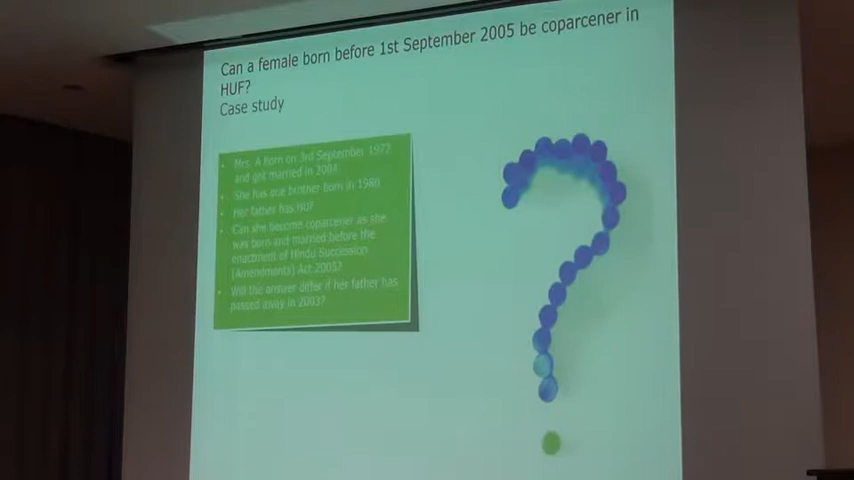 Can a female born before 1st September 2005 be coparcener in
HUF?
Case study
Mrs. A born on 3rd September 1972
and got married in 2004
She has one brother born in 1980
Her father has HUF
Can she become coparcener as she
was born and married before the
enactment of Hindu Succession
(Amendments) Act 2005?
Will the answer differ if her father has
passed away in 2003?